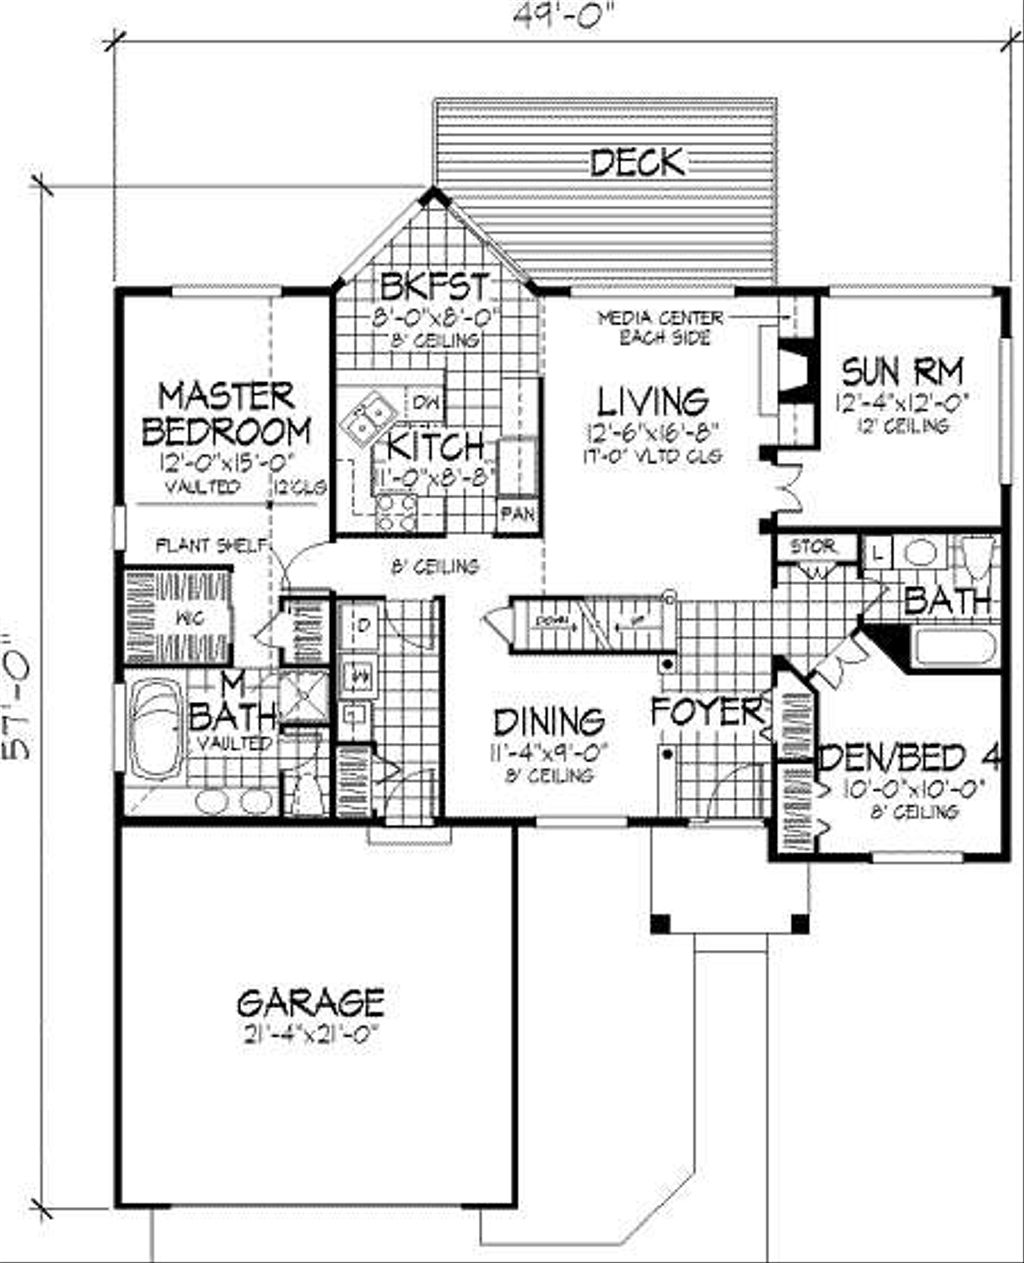 49'-0"
DECK
BKFST
8'-0"x8'-0"
8' CEILING
MEDIA CENTER
EACH SIDE
SUN RM
12'-4"x12'-0"
12' CEILING
MASTER
BEDROOM
12'-0"x15'-0"
VAULTED 12'CLG
DW
KITCH
11'-0"x8'-8"
PAN
LIVING
12'-6"x16'-8"
17'-0" VLTD CLG
PLANT SHELF
8' CEILING
STOR
L
BATH
WIC
D
W
DOWN
UP
M
BATH
VAULTED
DINING
11'-4"x9'-0"
8' CEILING
FOYER
DEN/BED 4
10'-0"x10'-0"
8' CEILING
57'-0"
GARAGE
21'-4"x21'-0"